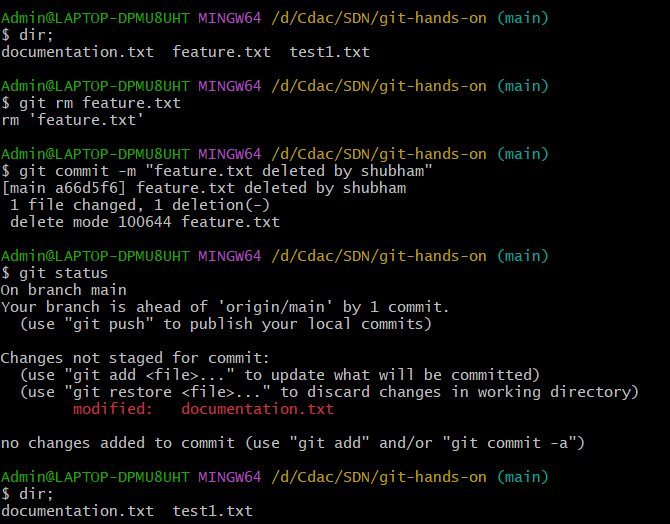 Admin@LAPTOP-DPMU8UHT MINGW64 /d/Cdac/SDN/git-hands-on (main)
$ dir;
documentation.txt  feature.txt  test1.txt

Admin@LAPTOP-DPMU8UHT MINGW64 /d/Cdac/SDN/git-hands-on (main)
$ git rm feature.txt
rm 'feature.txt'

Admin@LAPTOP-DPMU8UHT MINGW64 /d/Cdac/SDN/git-hands-on (main)
$ git commit -m "feature.txt deleted by shubham"
[main a66d5f6] feature.txt deleted by shubham
 1 file changed, 1 deletion(-)
 delete mode 100644 feature.txt

Admin@LAPTOP-DPMU8UHT MINGW64 /d/Cdac/SDN/git-hands-on (main)
$ git status
On branch main
Your branch is ahead of 'origin/main' by 1 commit.
  (use "git push" to publish your local commits)

Changes not staged for commit:
  (use "git add <file>..." to update what will be committed)
  (use "git restore <file>..." to discard changes in working directory)
        modified:   documentation.txt

no changes added to commit (use "git add" and/or "git commit -a")

Admin@LAPTOP-DPMU8UHT MINGW64 /d/Cdac/SDN/git-hands-on (main)
$ dir;
documentation.txt  test1.txt